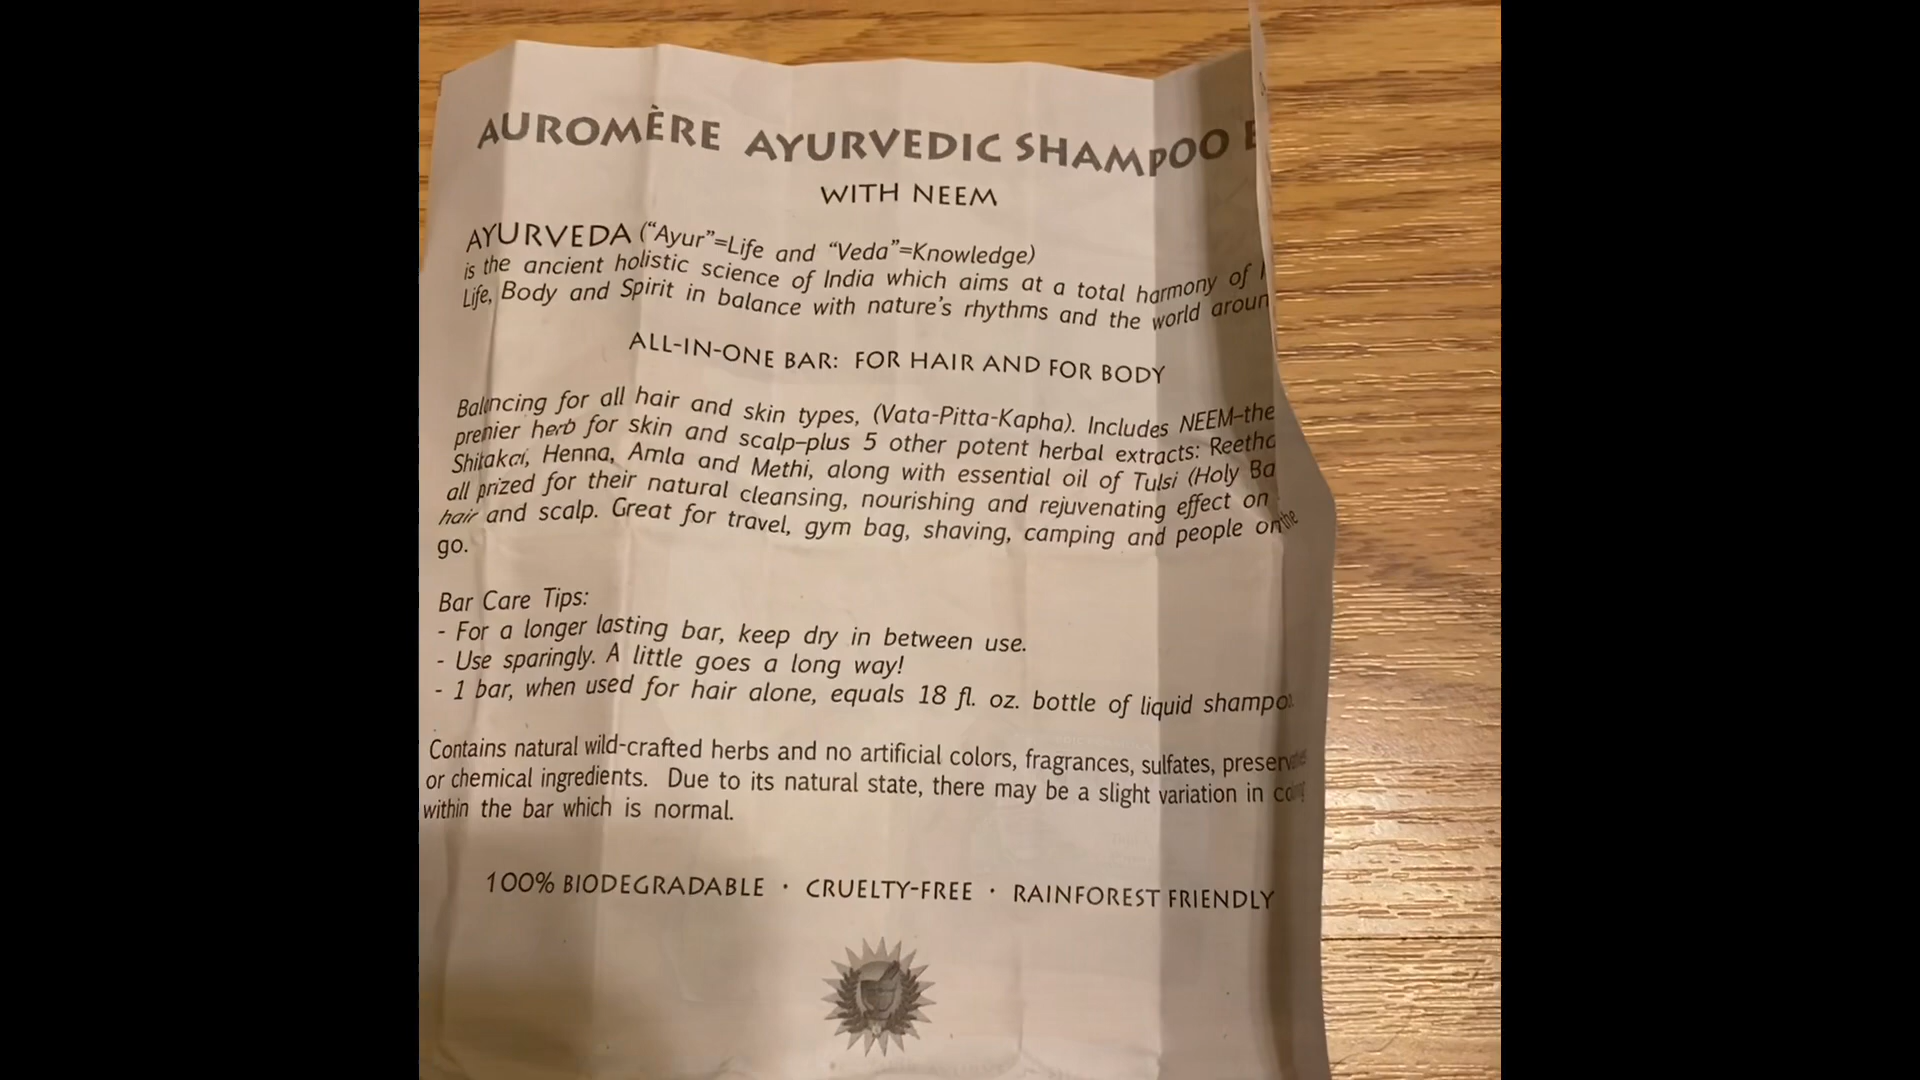 AUROMÈRE AYURVEDIC SHAMPOO
WITH NEEM
AYURVEDA ("Ayur"=Life and "Veda"=Knowledge)
is the ancient holistic science of India which aims at a total harmony of
Life, Body and Spirit in balance with nature's rhythms and the world aroun
ALL-IN-ONE BAR: FOR HAIR AND FOR BODY
Balancing for all hair and skin types, (Vata-Pitta-Kapha). Includes NEEM–the
premier herb for skin and scalp–plus 5 other potent herbal extracts: Reetha
Shikakai, Henna, Amla and Methi, along with essential oil of Tulsi (Holy Ba
all prized for their natural cleansing, nourishing and rejuvenating effect on
hair and scalp. Great for travel, gym bag, shaving, camping and people on the
go.
Bar Care Tips:
- For a longer lasting bar, keep dry in between use.
- Use sparingly. A little goes a long way!
- 1 bar, when used for hair alone, equals 18 fl. oz. bottle of liquid shampoo.
Contains natural wild-crafted herbs and no artificial colors, fragrances, sulfates, preservatives
or chemical ingredients. Due to its natural state, there may be a slight variation in
within the bar which is normal.
100% BIODEGRADABLE · CRUELTY-FREE · RAINFOREST FRIENDLY